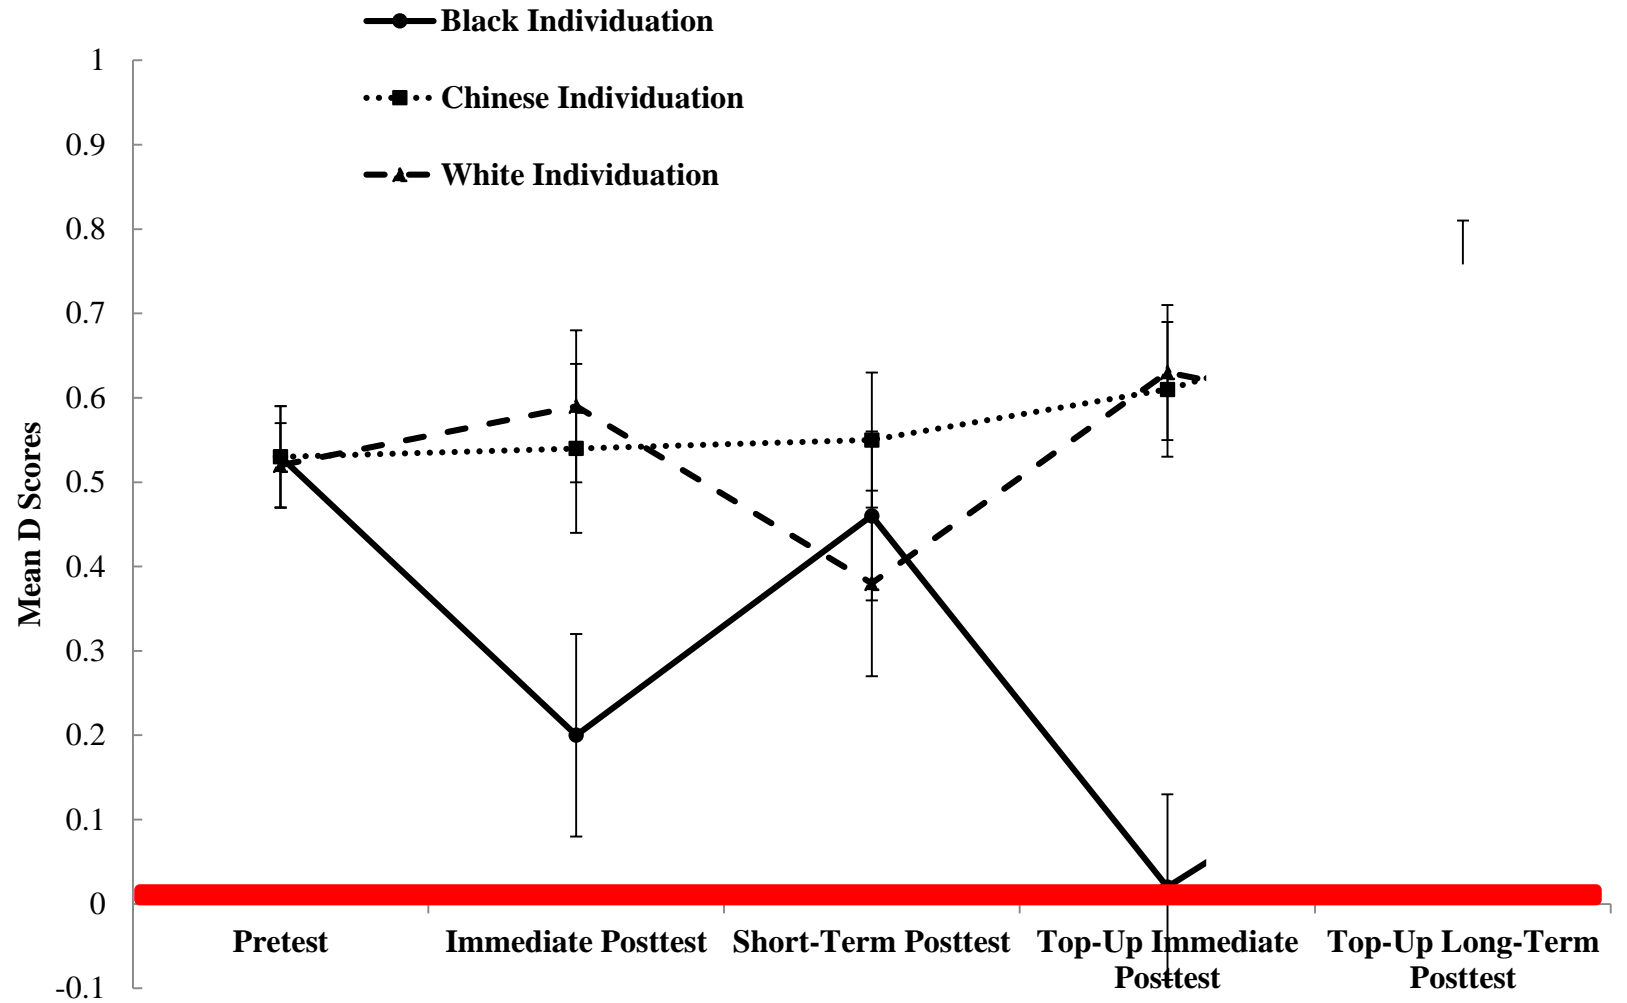 Black Individuation
Chinese Individuation
White Individuation
1
0.9
0.8
0.7
0.6
0.5
0.4
0.3
0.2
0.1
0
-0.1
Mean D Scores
Pretest
Immediate Posttest
Short-Term Posttest
Top-Up Immediate
Posttest
Top-Up Long-Term
Posttest